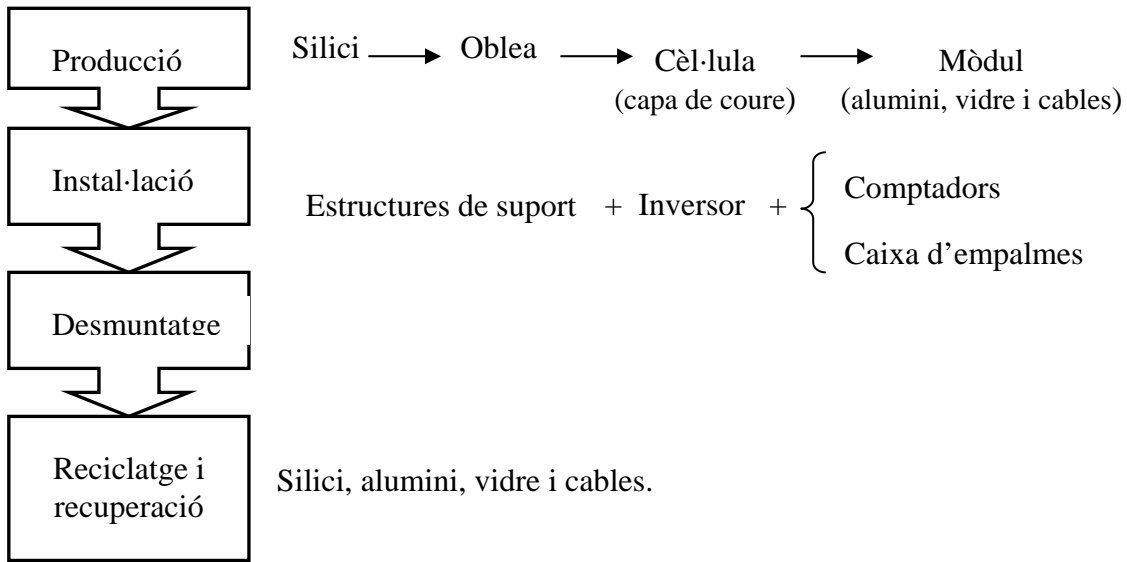 Producció
Silici Oblea Cèl·lula Mòdul
(capa de coure) (alumini, vidre i cables)
Instal·lació
Estructures de suport + Inversor +
Comptadors
Caixa d'empalmes
Desmuntatge
Reciclatge i
recuperació
Silici, alumini, vidre i cables.